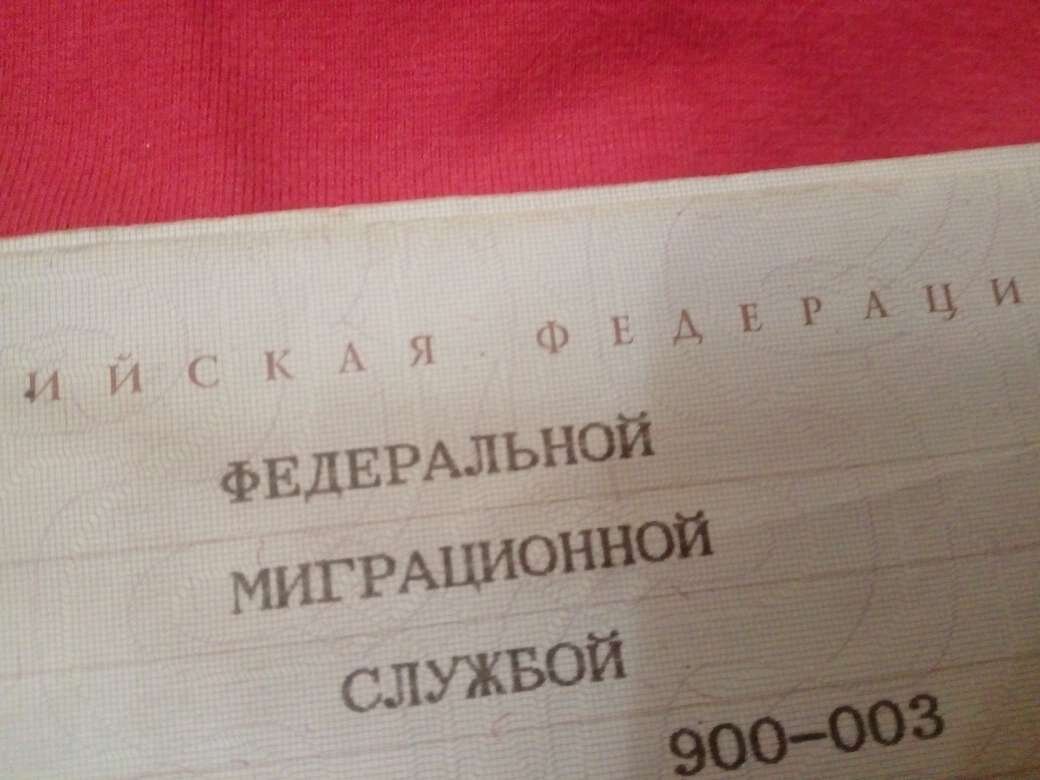 ИЙСКАЯ ФЕДЕРАЦИ
ФЕДЕРАЛЬНОЙ
МИГРАЦИОННОЙ
СЛУЖБОЙ
900-003